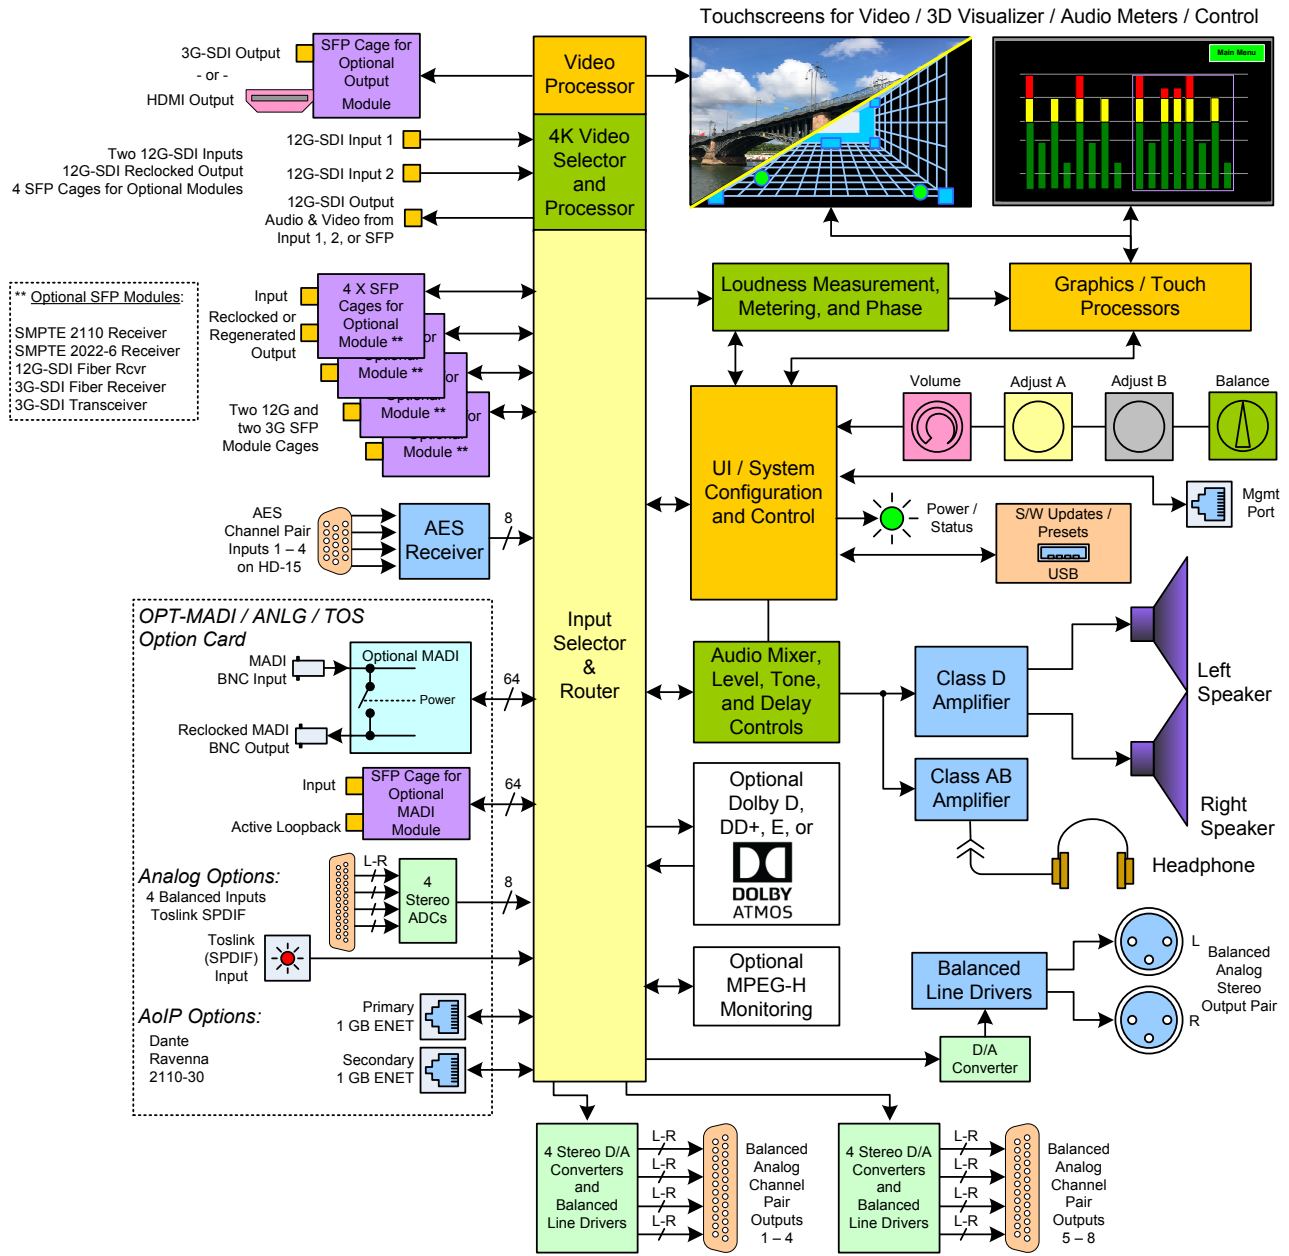 Touchscreens for Video / 3D Visualizer / Audio Meters / Control
3G-SDI Output
- or -
HDMI Output
SFP Cage for
Optional
Output
Module
Video
Processor
Main Menu
Two 12G-SDI Inputs
12G-SDI Reclocked Output
4 SFP Cages for Optional Modules
12G-SDI Input 1
12G-SDI Input 2
12G-SDI Output
Audio & Video from
Input 1, 2, or SFP
4K Video
Selector
and
Processor
** Optional SFP Modules:
SMPTE 2110 Receiver
SMPTE 2022-6 Receiver
12G-SDI Fiber Rcvr
3G-SDI Fiber Receiver
3G-SDI Transceiver
Input
Reclocked or
Regenerated
Output
4 X SFP
Cages for
Optional
Module **
or
Optional
Module **
or
Optional
Module **
or
Optional
Module **
Two 12G and
two 3G SFP
Module Cages
Loudness Measurement,
Metering, and Phase
Graphics / Touch
Processors
Volume
Adjust A
Adjust B
Balance
UI / System
Configuration
and Control
Mgmt
Port
Power /
Status
S/W Updates /
Presets
USB
AES
Channel Pair
Inputs 1 – 4
on HD-15
AES
Receiver
8
Input
Selector
&
Router
OPT-MADI / ANLG / TOS
Option Card
MADI
BNC Input
Optional MADI
Power
64
Reclocked MADI
BNC Output
Input
Active Loopback
SFP Cage for
Optional
MADI
Module
64
Analog Options:
4 Balanced Inputs
Toslink SPDIF
L-R
4
Stereo
ADCs
8
Toslink
(SPDIF)
Input
AoIP Options:
Dante
Ravenna
2110-30
Primary
1 GB ENET
Secondary
1 GB ENET
Audio Mixer,
Level, Tone,
and Delay
Controls
Class D
Amplifier
Left
Speaker
Class AB
Amplifier
Right
Speaker
Headphone
Optional
Dolby D,
DD+, E, or
DOLBY
ATMOS
Optional
MPEG-H
Monitoring
Balanced
Line Drivers
L
R
Balanced
Analog
Stereo
Output Pair
D/A
Converter
4 Stereo D/A
Converters
and
Balanced
Line Drivers
L-R
L-R
L-R
L-R
Balanced
Analog
Channel
Pair
Outputs
1 – 4
4 Stereo D/A
Converters
and
Balanced
Line Drivers
L-R
L-R
L-R
L-R
Balanced
Analog
Channel
Pair
Outputs
5 – 8